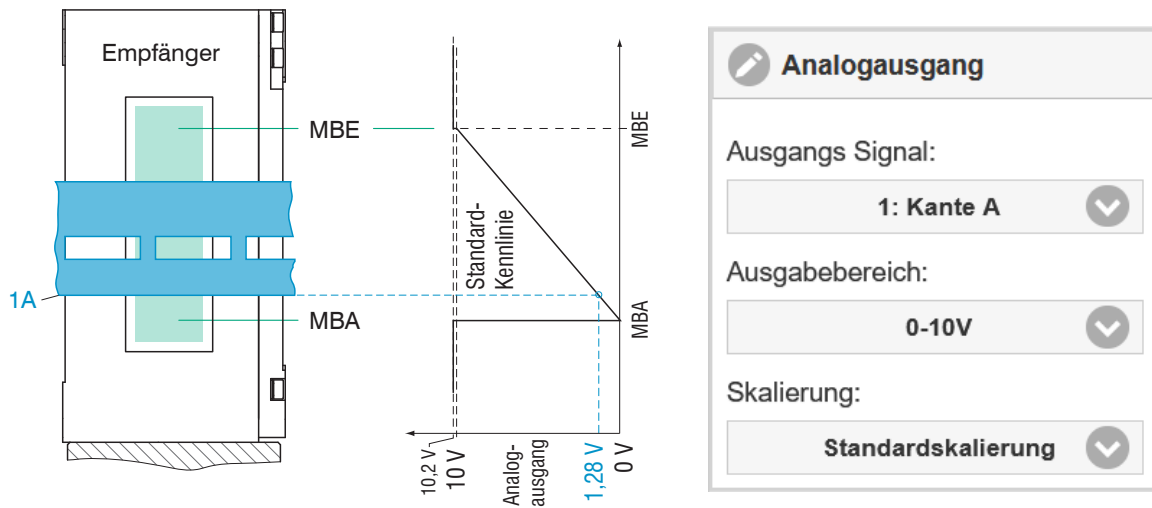 Empfänger
MBE
1A
MBA
Standard-
Kennlinie
MBE
MBA
10,2 V
10 V
Analog-
ausgang
1,28 V
0 V
Analogausgang
Ausgangs Signal:
1: Kante A
Ausgabebereich:
0-10V
Skalierung:
Standardskalierung